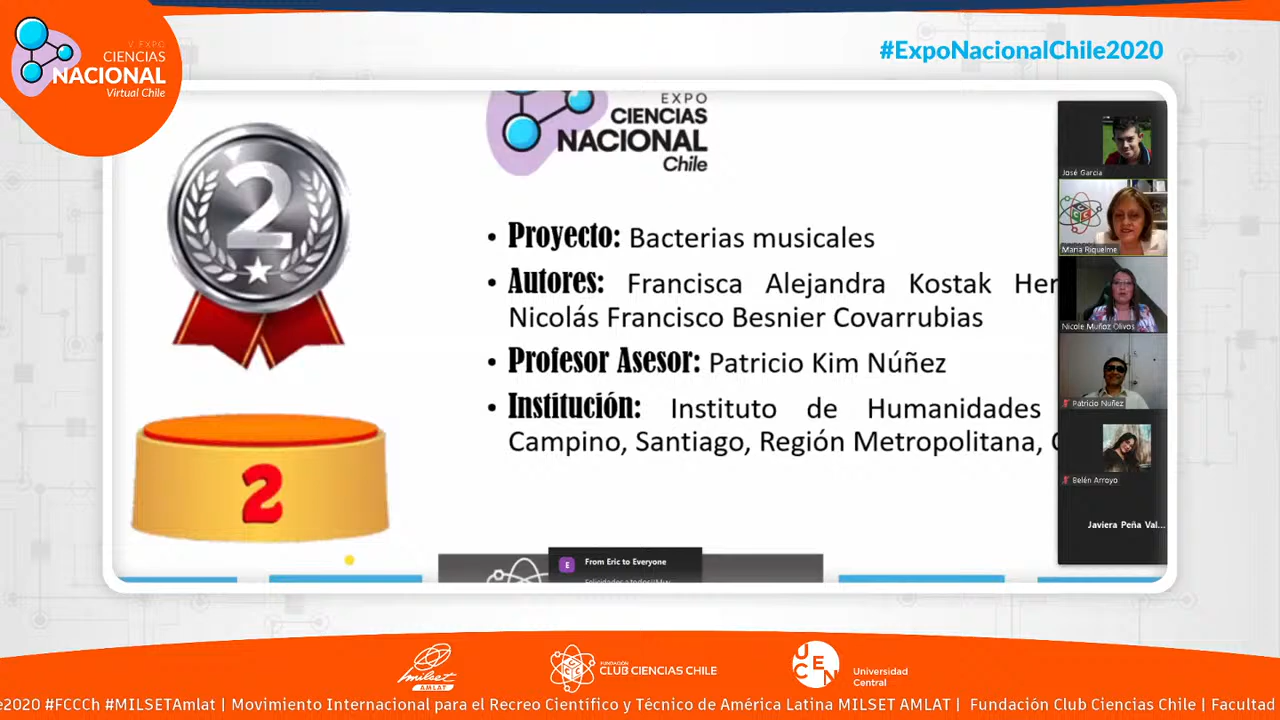 V EXPO
CIENCIAS
NACIONAL
Virtual Chile
#ExpoNacionalChile2020
EXPO
CIENCIAS
NACIONAL
Chile
2
• Proyecto: Bacterias musicales
• Autores: Francisca Alejandra Kostak Her
Nicolás Francisco Besnier Covarrubias
• Profesor Asesor: Patricio Kim Núñez
• Institución: Instituto de Humanidades
Campino, Santiago, Región Metropolitana,
2
José García
María Riquelme
Nicole Muñoz Olivos
Patricio Nuñez
Belén Arroyo
Javiera Peña Val...
E
From Eric to Everyone
milset
AMLAT
FUNDACIÓN
CLUB CIENCIAS CHILE
UCEN
Universidad
Central
e2020 #FCCCh #MILSETAmlat | Movimiento Internacional para el Recreo Científico y Técnico de América Latina MILSET AMLAT | Fundación Club Ciencias Chile | Facultad